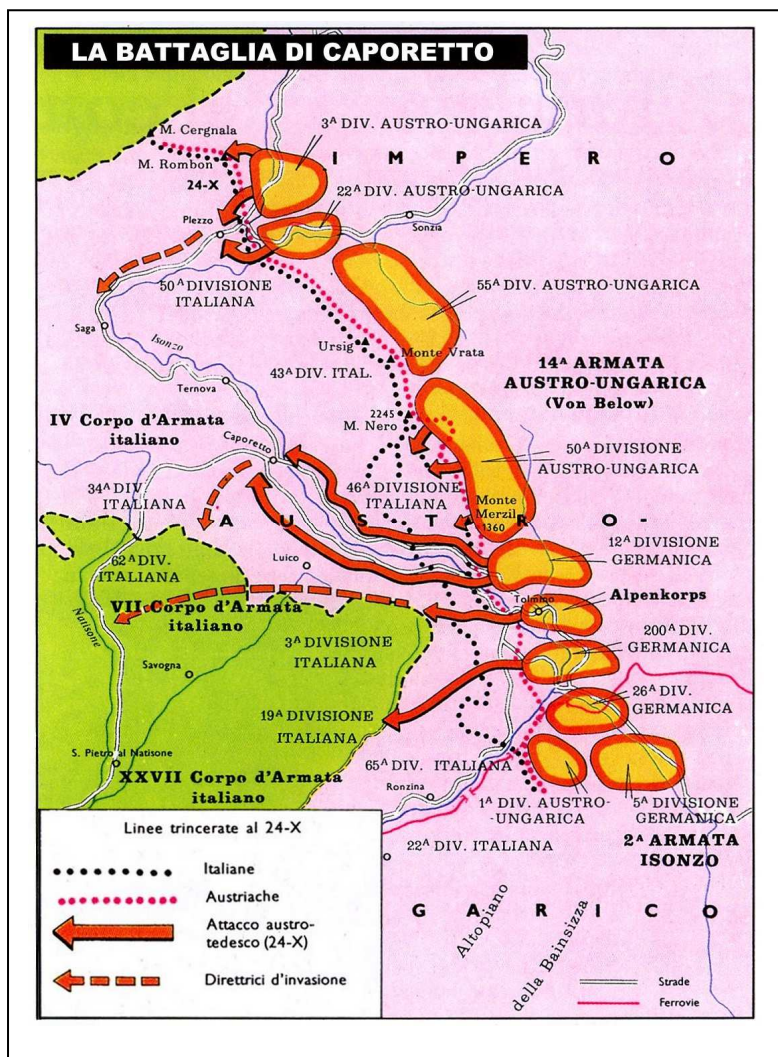 LA BATTAGLIA DI CAPORETTO
M. Cergnala
3ᴬ DIV. AUSTRO-UNGARICA
M. Rombon
I M P E R O
24-X
22ᴬ DIV. AUSTRO-UNGARICA
Plezzo
Sonzia
50ᴬ DIVISIONE
ITALIANA
55ᴬ DIV. AUSTRO-UNGARICA
Saga
Isonzo
Ursig
Monte Vrata
43ᴬ DIV. ITAL.
14ᴬ ARMATA
AUSTRO-UNGARICA
(Von Below)
Ternova
2245
M. Nero
IV Corpo d'Armata
italiano
Caporetto
50ᴬ DIVISIONE
AUSTRO-UNGARICA
34ᴬ DIV.
ITALIANA
46ᴬ DIVISIONE
ITALIANA
Monte
Merzil
1360
A U S T R O-
12ᴬ DIVISIONE
GERMANICA
62ᴬ DIV.
ITALIANA
Luico
Tolmino
Alpenkorps
VII Corpo d'Armata
italiano
Natisone
3ᴬ DIVISIONE
ITALIANA
200ᴬ DIV.
GERMANICA
Savogna
26ᴬ DIV.
GERMANICA
19ᴬ DIVISIONE
ITALIANA
S. Pietro al Natisone
XXVII Corpo d'Armata
italiano
65ᴬ DIV. ITALIANA
Ronzina
1ᴬ DIV. AUSTRO-
UNGARICA
5ᴬ DIVISIONE
GERMANICA
2ᴬ ARMATA
ISONZO
22ᴬ DIV. ITALIANA
G A R I C O
Altopiano
della Bainsizza
Linee trincerate al 24-X
Italiane
Austriache
Attacco austro-
tedesco (24-X)
Direttrici d'invasione
Strade
Ferrovie